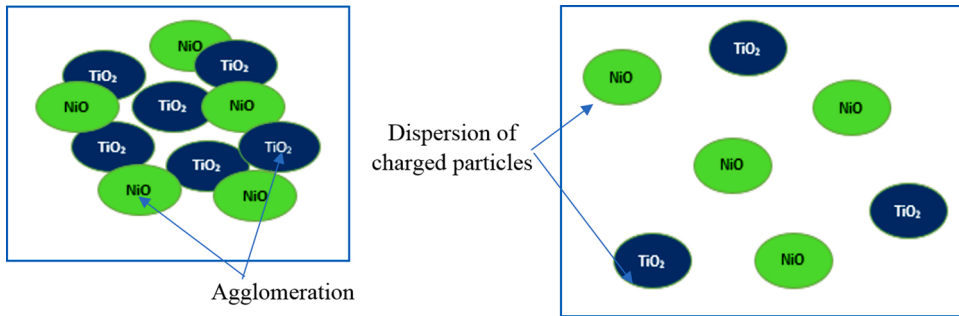 NiO
TiO₂
TiO₂
TiO₂
NiO
NiO
TiO₂
TiO₂
TiO₂
NiO
NiO
Agglomeration
Dispersion of
charged particles
TiO₂
NiO
NiO
NiO
TiO₂
TiO₂
NiO